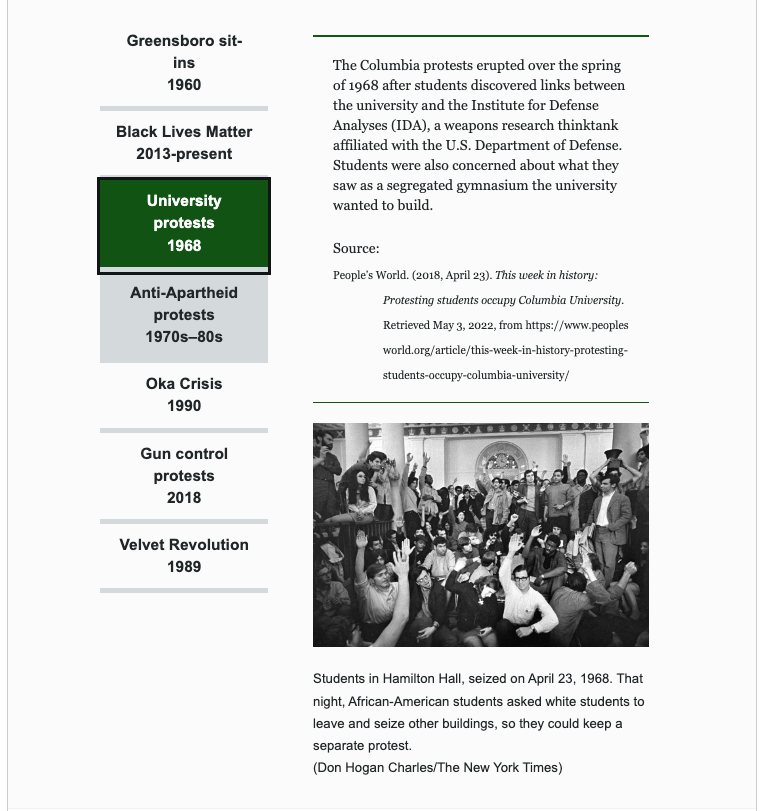 Greensboro sit-
ins
1960
Black Lives Matter
2013-present
University
protests
1968
Anti-Apartheid
protests
1970s–80s
Oka Crisis
1990
Gun control
protests
2018
Velvet Revolution
1989
The Columbia protests erupted over the spring
of 1968 after students discovered links between
the university and the Institute for Defense
Analyses (IDA), a weapons research thinktank
affiliated with the U.S. Department of Defense.
Students were also concerned about what they
saw as a segregated gymnasium the university
wanted to build.
Source:
People's World. (2018, April 23). This week in history:
Protesting students occupy Columbia University.
Retrieved May 3, 2022, from https://www.peoples
world.org/article/this-week-in-history-protesting-
students-occupy-columbia-university/
Students in Hamilton Hall, seized on April 23, 1968. That
night, African-American students asked white students to
leave and seize other buildings, so they could keep a
separate protest.
(Don Hogan Charles/The New York Times)